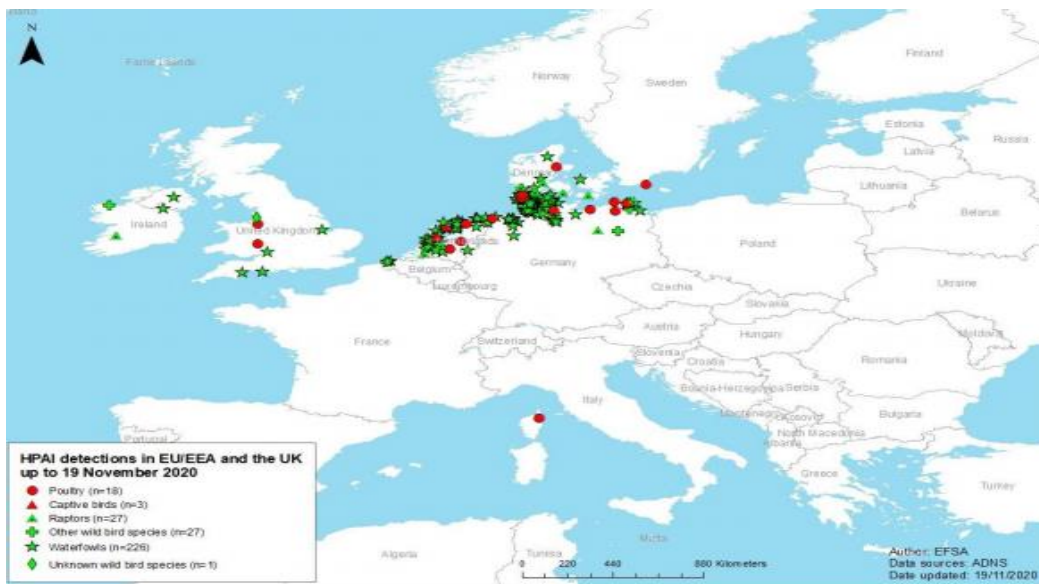 N
Faroe Islands
Finland
Norway
Sweden
Estonia
Russia
Latvia
Denma
Lithuania
Belarus
Ireland
United Kingdom
Poland
Germany
Belgium
Luxembourg
Czechia
Ukraine
Slovakia
France
Austria
Hungary
Moldova
Switzerland
Slovenia
Croatia
Romania
Bosnia-Herzegovina
Serbia
Italy
Montenegro
Kosovo
Bulgaria
North Macedonia
Albania
Portugal
Greece
Turkey
Algeria
Tunisia
Malta
HPAI detections in EU/EEA and the UK
up to 19 November 2020
Poultry (n=18)
Captive birds (n=3)
Raptors (n=27)
Other wild bird species (n=27)
Waterfowls (n=226)
Unknown wild bird species (n=1)
0 220 440 880 Kilometers
Author: EFSA
Data sources: ADNS
Date updated: 19/11/2020